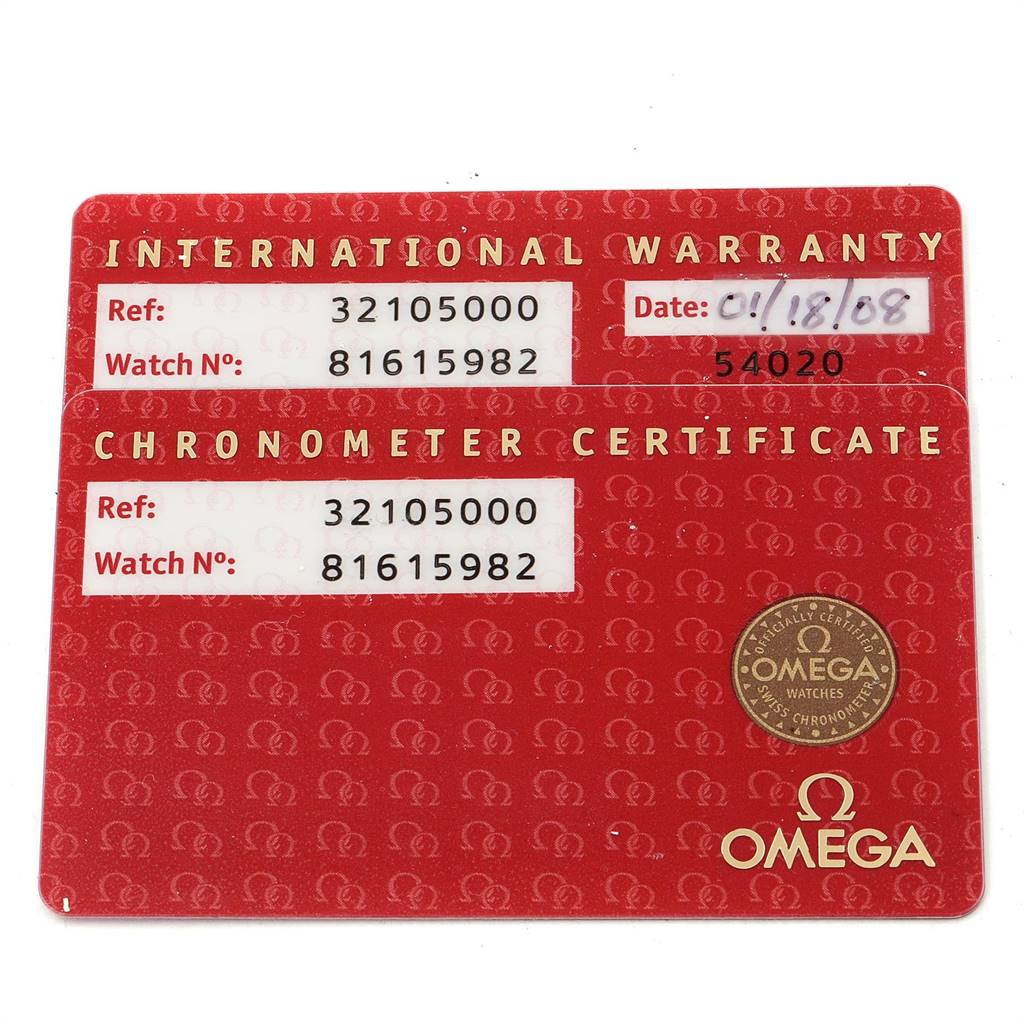 INTERNATIONAL WARRANTY
Ref: 32105000
Date: 01/18/08
Watch Nº: 81615982
54020
CHRONOMETER CERTIFICATE
Ref: 32105000
Watch Nº: 81615982
OFFICIALLY CERTIFIED
Ω
OMEGA
WATCHES
SWISS CHRONOMETER
Ω
OMEGA